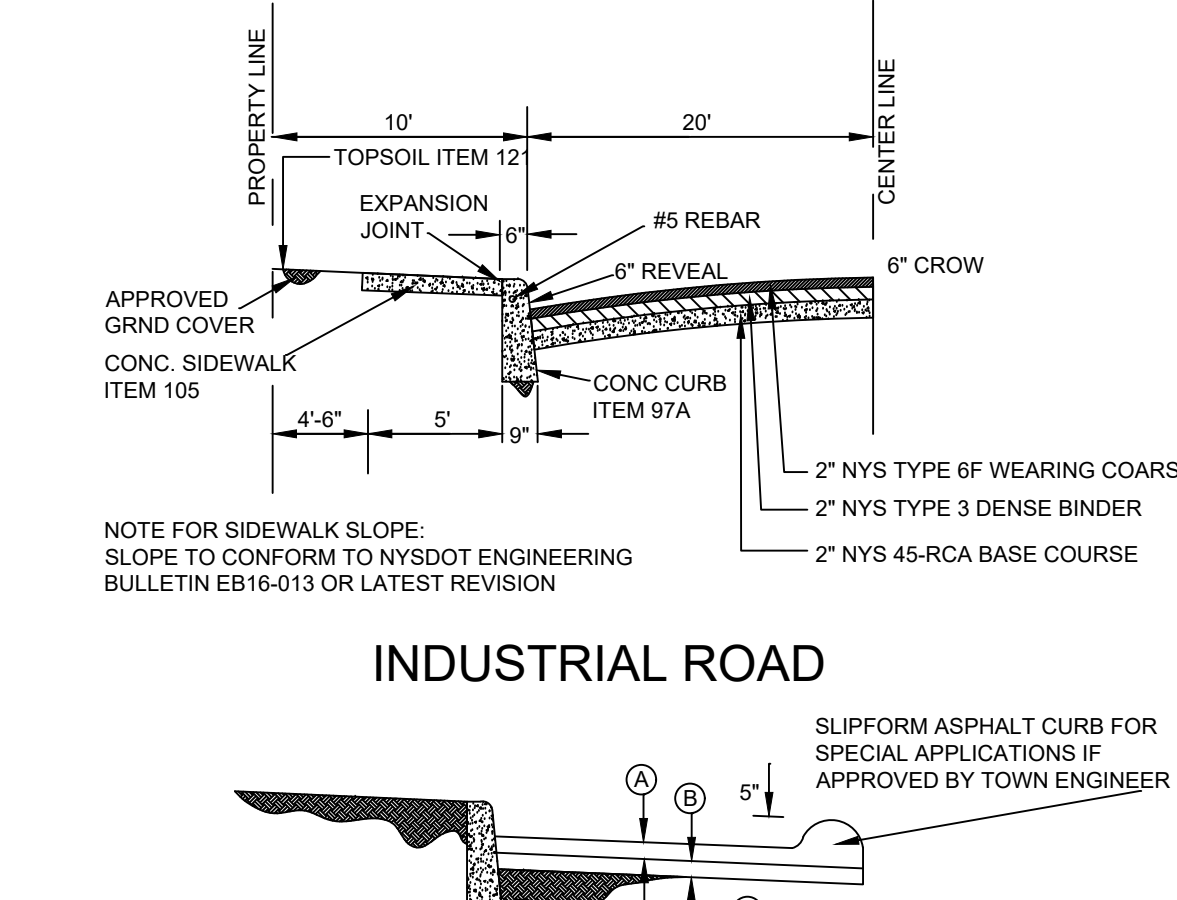 PROPERTY LINE
CENTER LINE
10'
20'
TOPSOIL ITEM 121
EXPANSION
JOINT
6"
#5 REBAR
6" REVEAL
6" CROW
APPROVED
GRND COVER
CONC. SIDEWALK
ITEM 105
CONC CURB
ITEM 97A
4'-6"
5'
9"
2" NYS TYPE 6F WEARING COARS
2" NYS TYPE 3 DENSE BINDER
2" NYS 45-RCA BASE COURSE
NOTE FOR SIDEWALK SLOPE:
SLOPE TO CONFORM TO NYSDOT ENGINEERING
BULLETIN EB16-013 OR LATEST REVISION
INDUSTRIAL ROAD
SLIPFORM ASPHALT CURB FOR
SPECIAL APPLICATIONS IF
APPROVED BY TOWN ENGINEER
A
B
5"